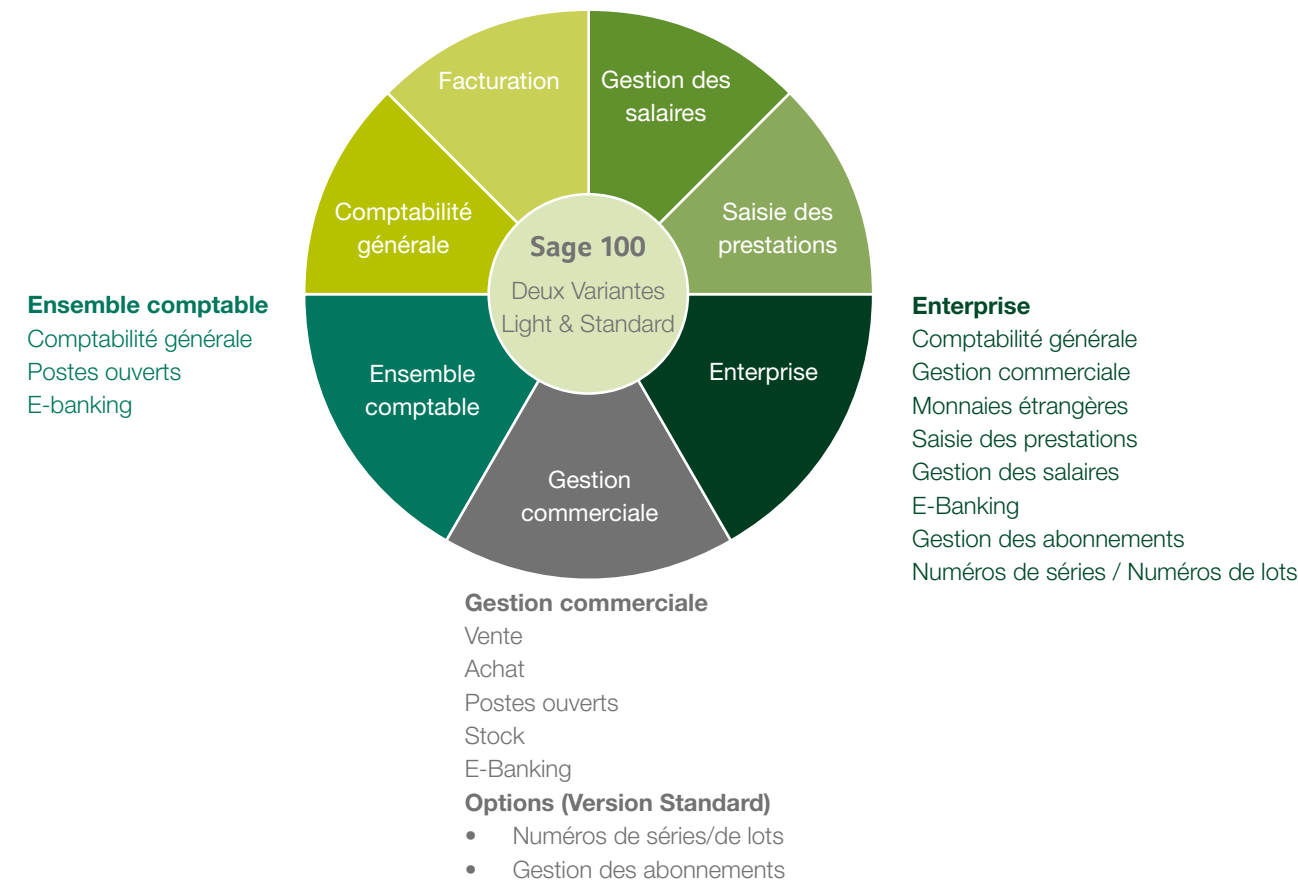 Facturation
Gestion des
salaires
Comptabilité
générale
Saisie des
prestations
Sage 100
Deux Variantes
Light & Standard
Ensemble
comptable
Enterprise
Gestion
commerciale
Ensemble comptable
Comptabilité générale
Postes ouverts
E-banking
Enterprise
Comptabilité générale
Gestion commerciale
Monnaies étrangères
Saisie des prestations
Gestion des salaires
E-Banking
Gestion des abonnements
Numéros de séries / Numéros de lots
Gestion commerciale
Vente
Achat
Postes ouverts
Stock
E-Banking
Options (Version Standard)
• Numéros de séries/de lots
• Gestion des abonnements